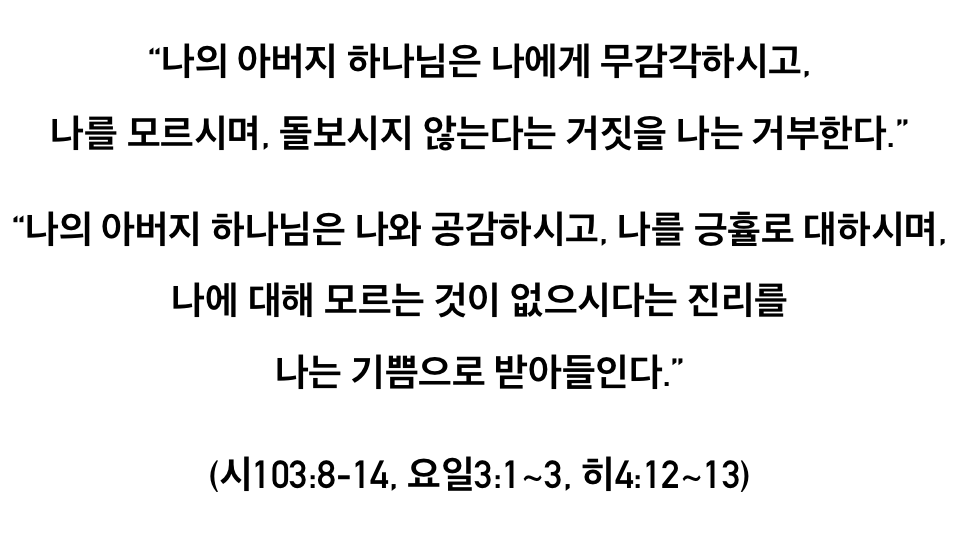 “나의 아버지 하나님은 나에게 무감각하시고,
나를 모르시며, 돌보시지 않는다는 거짓을 나는 거부한다.”
“나의 아버지 하나님은 나와 공감하시고, 나를 긍휼로 대하시며,
나에 대해 모르는 것이 없으시다는 진리를
나는 기쁨으로 받아들인다.”
(시103:8-14, 요일3:1~3, 히4:12~13)